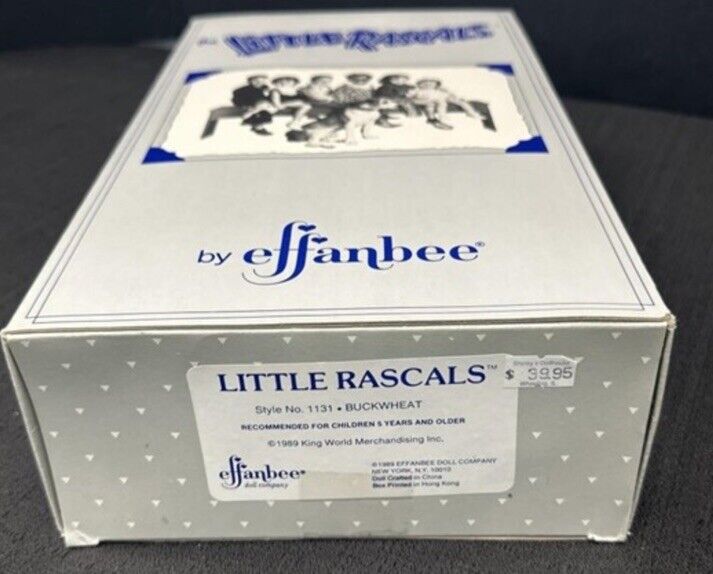 the LITTLE RASCALS
by effanbee®
LITTLE RASCALS™
Style No. 1131 • BUCKWHEAT
RECOMMENDED FOR CHILDREN 5 YEARS AND OLDER
©1989 King World Merchandising Inc.
effanbee®
doll company
©1989 EFFANBEE DOLL COMPANY
NEW YORK, N.Y. 10010
Doll Crafted in China
Box Printed in Hong Kong
$ 39.95